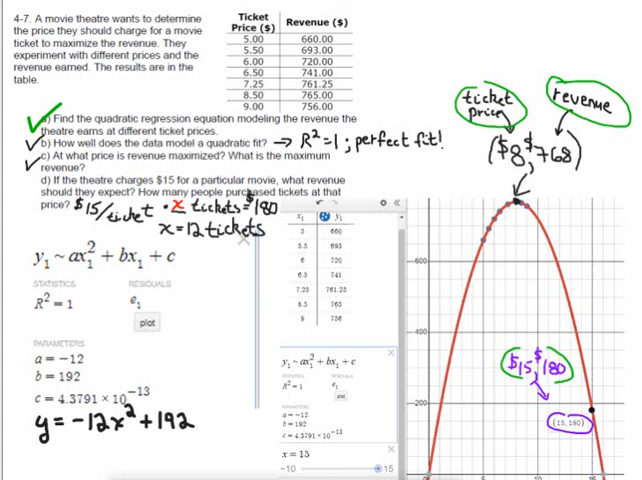 4-7. A movie theatre wants to determine
the price they should charge for a movie
ticket to maximize the revenue. They
experiment with different prices and the
revenue earned. The results are in the
table.
Ticket Price ($) Revenue ($)
5.00 660.00
5.50 693.00
6.00 720.00
6.50 741.00
7.25 761.25
8.50 765.00
9.00 756.00
a) Find the quadratic regression equation modeling the revenue the
theatre earns at different ticket prices.
b) How well does the data model a quadratic fit? → R²=1; perfect fit!
c) At what price is revenue maximized? What is the maximum
revenue?
d) If the theatre charges $15 for a particular movie, what revenue
should they expect? How many people purchased tickets at that
price? $15/ticket • x tickets = $180
x = 12 tickets
y₁ ~ ax₁² + bx₁ + c
STATISTICS RESIDUALS
R² = 1 e₁
plot
PARAMETERS
a = −12
b = 192
c = 4.3791 × 10⁻¹³
y = -12x² + 192
x₁ y₁
5 660
5.5 693
6 720
6.5 741
7.25 761.25
8.5 765
9 756
y₁ ~ ax₁² + bx₁ + c
STATISTICS RESIDUALS
R² = 1 e₁
plot
PARAMETERS
a = −12
b = 192
c = 4.3791 × 10⁻¹³
x = 15
−10 15
ticket price
revenue
($8, $768)
600
400
200
($15, $180)
(15, 180)
0 5 10 15